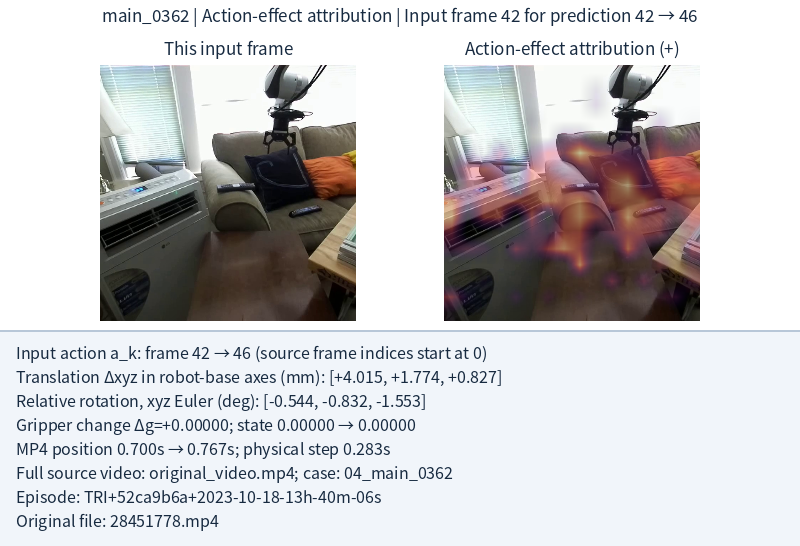 main_0362 | Action-effect attribution | Input frame 42 for prediction 42 → 46
This input frame
Action-effect attribution (+)
Input action a_k: frame 42 → 46 (source frame indices start at 0)
Translation Δxyz in robot-base axes (mm): [+4.015, +1.774, +0.827]
Relative rotation, xyz Euler (deg): [-0.544, -0.832, -1.553]
Gripper change Δg=+0.00000; state 0.00000 → 0.00000
MP4 position 0.700s → 0.767s; physical step 0.283s
Full source video: original_video.mp4; case: 04_main_0362
Episode: TRI+52ca9b6a+2023-10-18-13h-40m-06s
Original file: 28451778.mp4